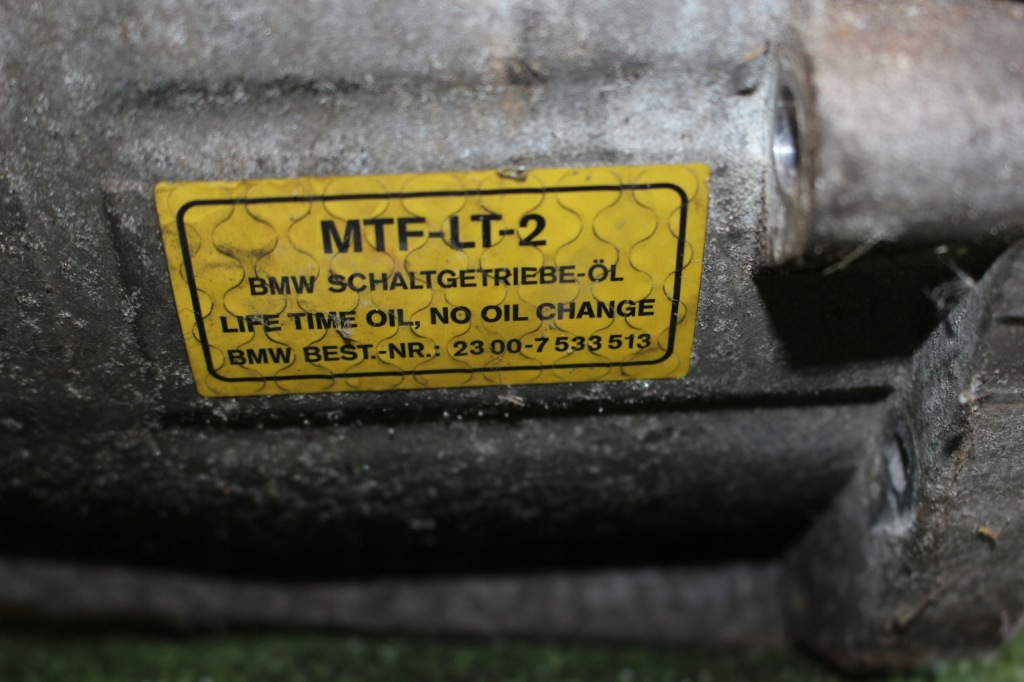 MTF-LT-2
BMW SCHALTGETRIEBE-ÖL
LIFE TIME OIL, NO OIL CHANGE
BMW BEST.-NR.: 23 00-7 533 513